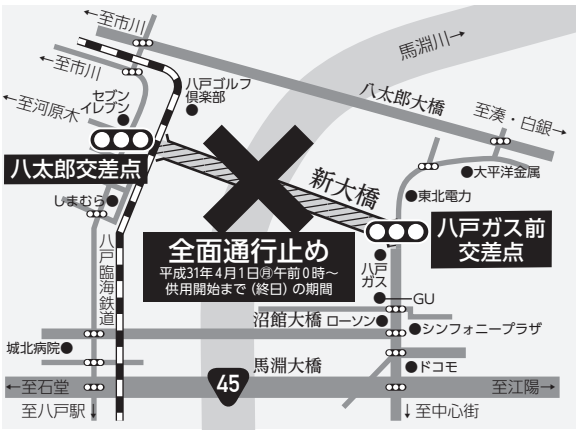 ←至市川
←至市川
馬淵川→
←至河原木
セブン
イレブン
八戸ゴルフ
倶楽部
八太郎大橋
至湊・白銀→
八太郎交差点
新大橋
太平洋金属
しまむら
東北電力
八戸ガス前
交差点
全面通行止め
平成31年4月1日㊊午前0時～
供用開始まで（終日）の期間
八戸臨海鉄道
八戸
ガス
GU
沼館大橋
ローソン
シンフォニープラザ
城北病院
馬淵大橋
ドコモ
45
←至石堂
至江陽→
至八戸駅↓
↓至中心街